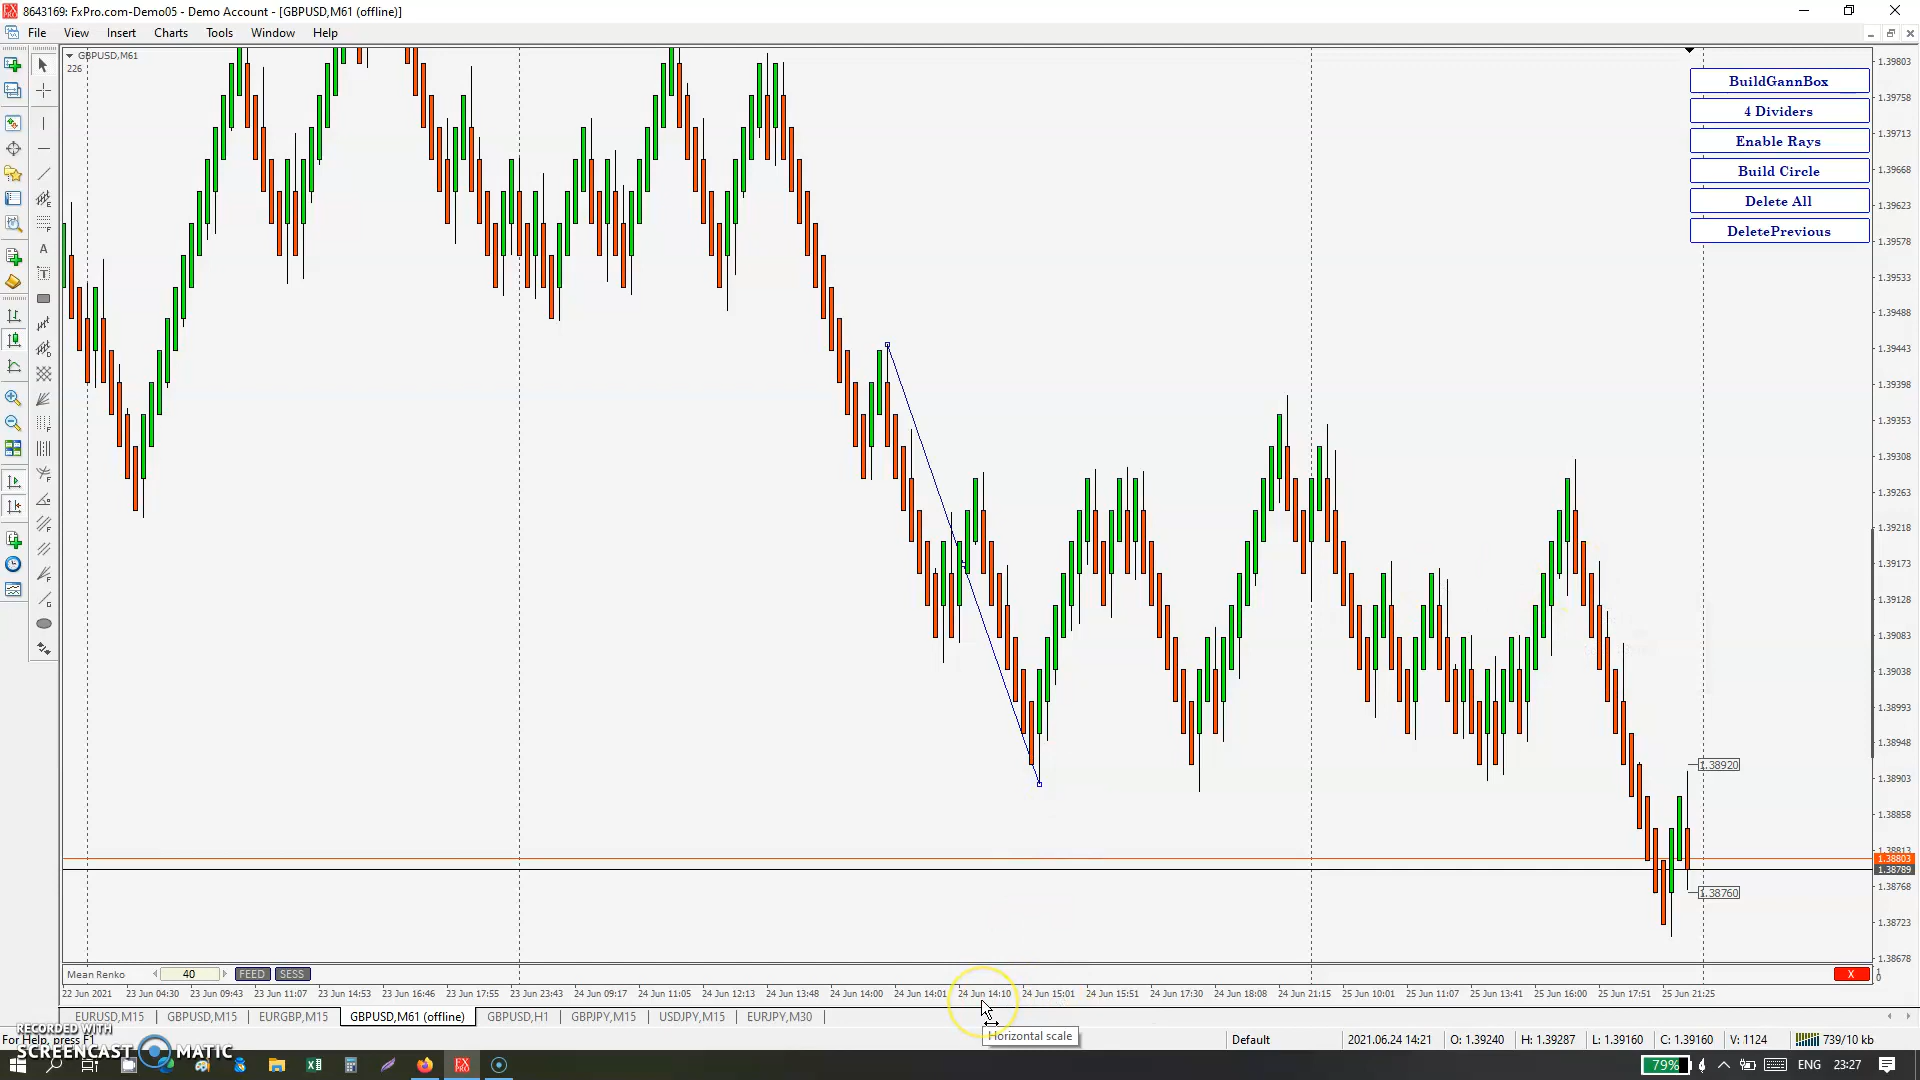 8643169: FxPro.com-Demo05 - Demo Account - [GBPUSD,M61 (offline)]
File View Insert Charts Tools Window Help
GBPUSD,M61
226
BuildGannBox
4 Dividers
Enable Rays
Build Circle
Delete All
DeletePrevious
1.39803
1.39758
1.39713
1.39668
1.39623
1.39578
1.39533
1.39488
1.39443
1.39398
1.39353
1.39308
1.39263
1.39218
1.39173
1.39128
1.39083
1.39038
1.38993
1.38948
1.38903
1.38858
1.38813
1.38803
1.38789
1.38768
1.38723
1.38678
1.38920
1.38760
Mean Renko 40 FEED SESS X
1
0
22 Jun 2021 23 Jun 04:30 23 Jun 09:43 23 Jun 14:53 23 Jun 16:46 23 Jun 17:55 23 Jun 23:43 24 Jun 09:17 24 Jun 11:05 24 Jun 12:13 24 Jun 13:48 24 Jun 14:00 24 Jun 14:01 24 Jun 14:10 24 Jun 15:01 24 Jun 15:51 24 Jun 17:30 24 Jun 18:08 24 Jun 21:15 25 Jun 01:01 25 Jun 10:01 25 Jun 11:07 25 Jun 13:41 25 Jun 16:00 25 Jun 17:51 25 Jun 21:25
EURUSD,M15 GBPUSD,M15 EURGBP,M15 GBPUSD,M61 (offline) GBPUSD,H1 GBPJPY,M15 USDJPY,M15 EURJPY,M30
RECORDED WITH
For Help, press F1
Horizontal scale
Default 2021.06.24 14:21 O: 1.39240 H: 1.39287 L: 1.39160 C: 1.39160 V: 1124 739/10 kb
SCREENCAST MATIC
79% ENG 23:27